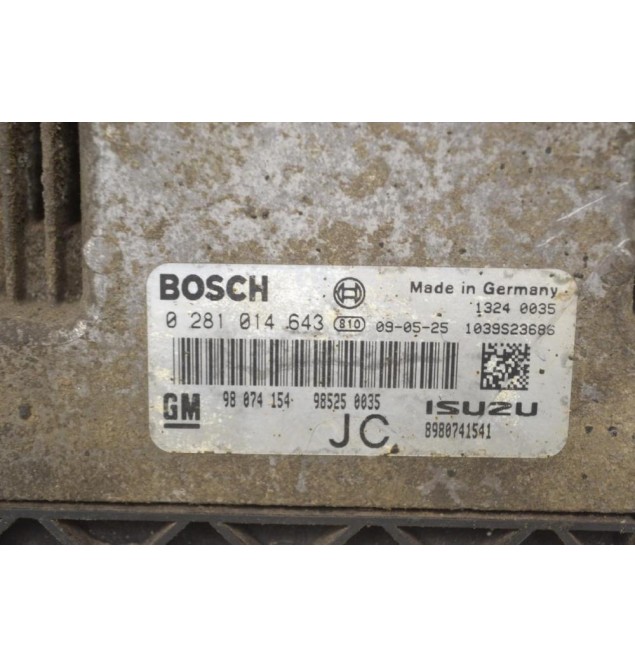 BOSCH Made in Germany
1324 0035
0 281 014 643 810 09-05-25 1039S23686
GM 98 074 154 98525 0035 ISUZU
JC 8980741541